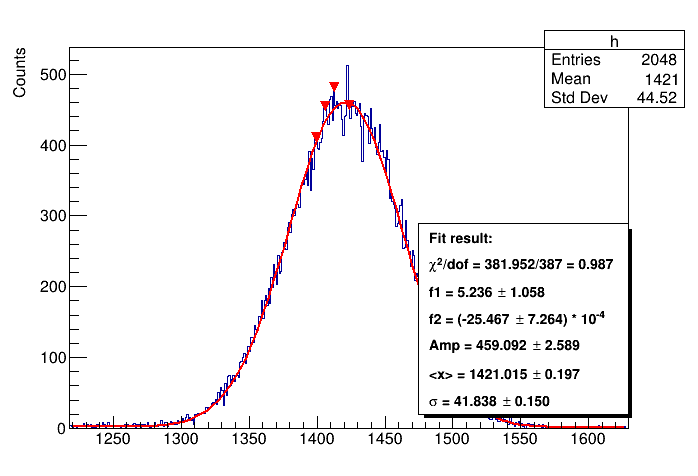 h
Entries 2048
Mean 1421
Std Dev 44.52
Counts
500
400
300
200
100
0
Fit result:
χ²/dof = 381.952/387 = 0.987
f1 = 5.236 ± 1.058
f2 = (-25.467 ± 7.264) * 10⁻⁴
Amp = 459.092 ± 2.589
<x> = 1421.015 ± 0.197
σ = 41.838 ± 0.150
1250 1300 1350 1400 1450 1500 1550 1600